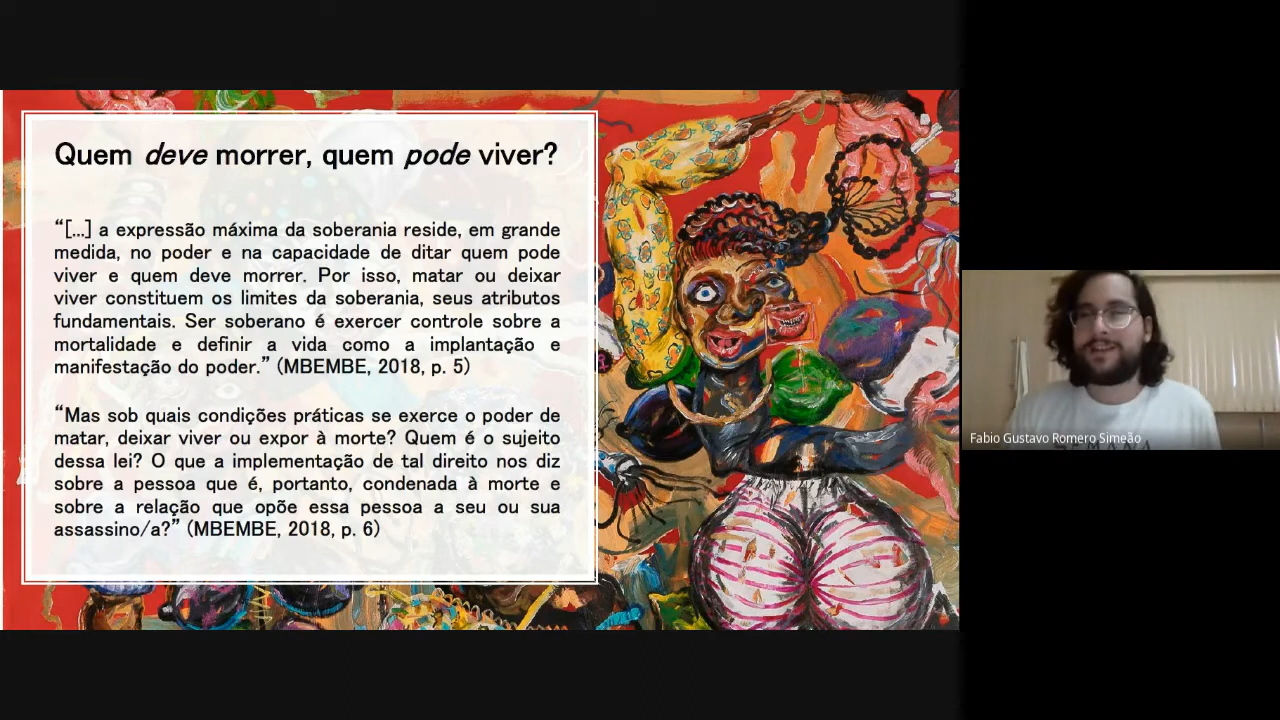 Quem deve morrer, quem pode viver?
“[...] a expressão máxima da soberania reside, em grande
medida, no poder e na capacidade de ditar quem pode
viver e quem deve morrer. Por isso, matar ou deixar
viver constituem os limites da soberania, seus atributos
fundamentais. Ser soberano é exercer controle sobre a
mortalidade e definir a vida como a implantação e
manifestação do poder.” (MBEMBE, 2018, p. 5)
“Mas sob quais condições práticas se exerce o poder de
matar, deixar viver ou expor à morte? Quem é o sujeito
dessa lei? O que a implementação de tal direito nos diz
sobre a pessoa que é, portanto, condenada à morte e
sobre a relação que opõe essa pessoa a seu ou sua
assassino/a?” (MBEMBE, 2018, p. 6)
Fabio Gustavo Romero Simeão